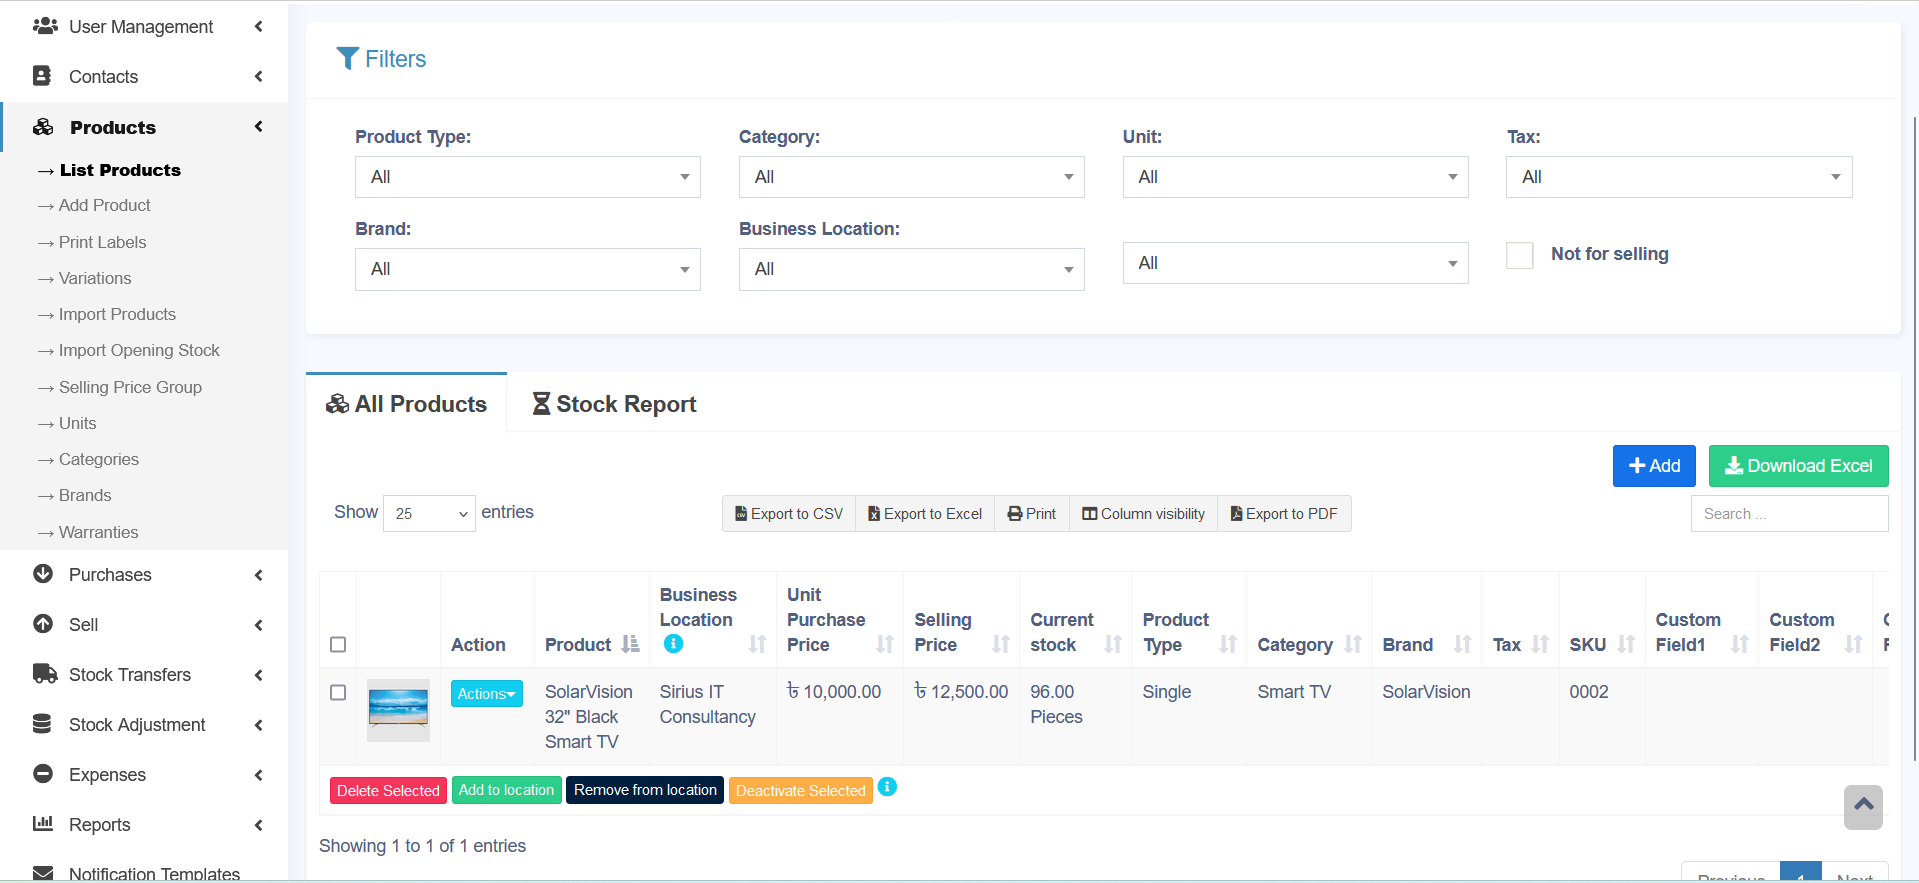 User Management
Contacts
Products
→ List Products
→ Add Product
→ Print Labels
→ Variations
→ Import Products
→ Import Opening Stock
→ Selling Price Group
→ Units
→ Categories
→ Brands
→ Warranties
Purchases
Sell
Stock Transfers
Stock Adjustment
Expenses
Reports
Notification Templates
Filters
Product Type:
All
Category:
All
Unit:
All
Tax:
All
Brand:
All
Business Location:
All
All
Not for selling
All Products
Stock Report
+ Add
Download Excel
Show 25 entries
Export to CSV
Export to Excel
Print
Column visibility
Export to PDF
Search ...
Action
Product
Business
Location
Unit
Purchase
Price
Selling
Price
Current
stock
Product
Type
Category
Brand
Tax
SKU
Custom
Field1
Custom
Field2
Actions
SolarVision
32" Black
Smart TV
Sirius IT
Consultancy
৳ 10,000.00
৳ 12,500.00
96.00
Pieces
Single
Smart TV
SolarVision
0002
Delete Selected
Add to location
Remove from location
Deactivate Selected
Showing 1 to 1 of 1 entries
Previous
1
Next